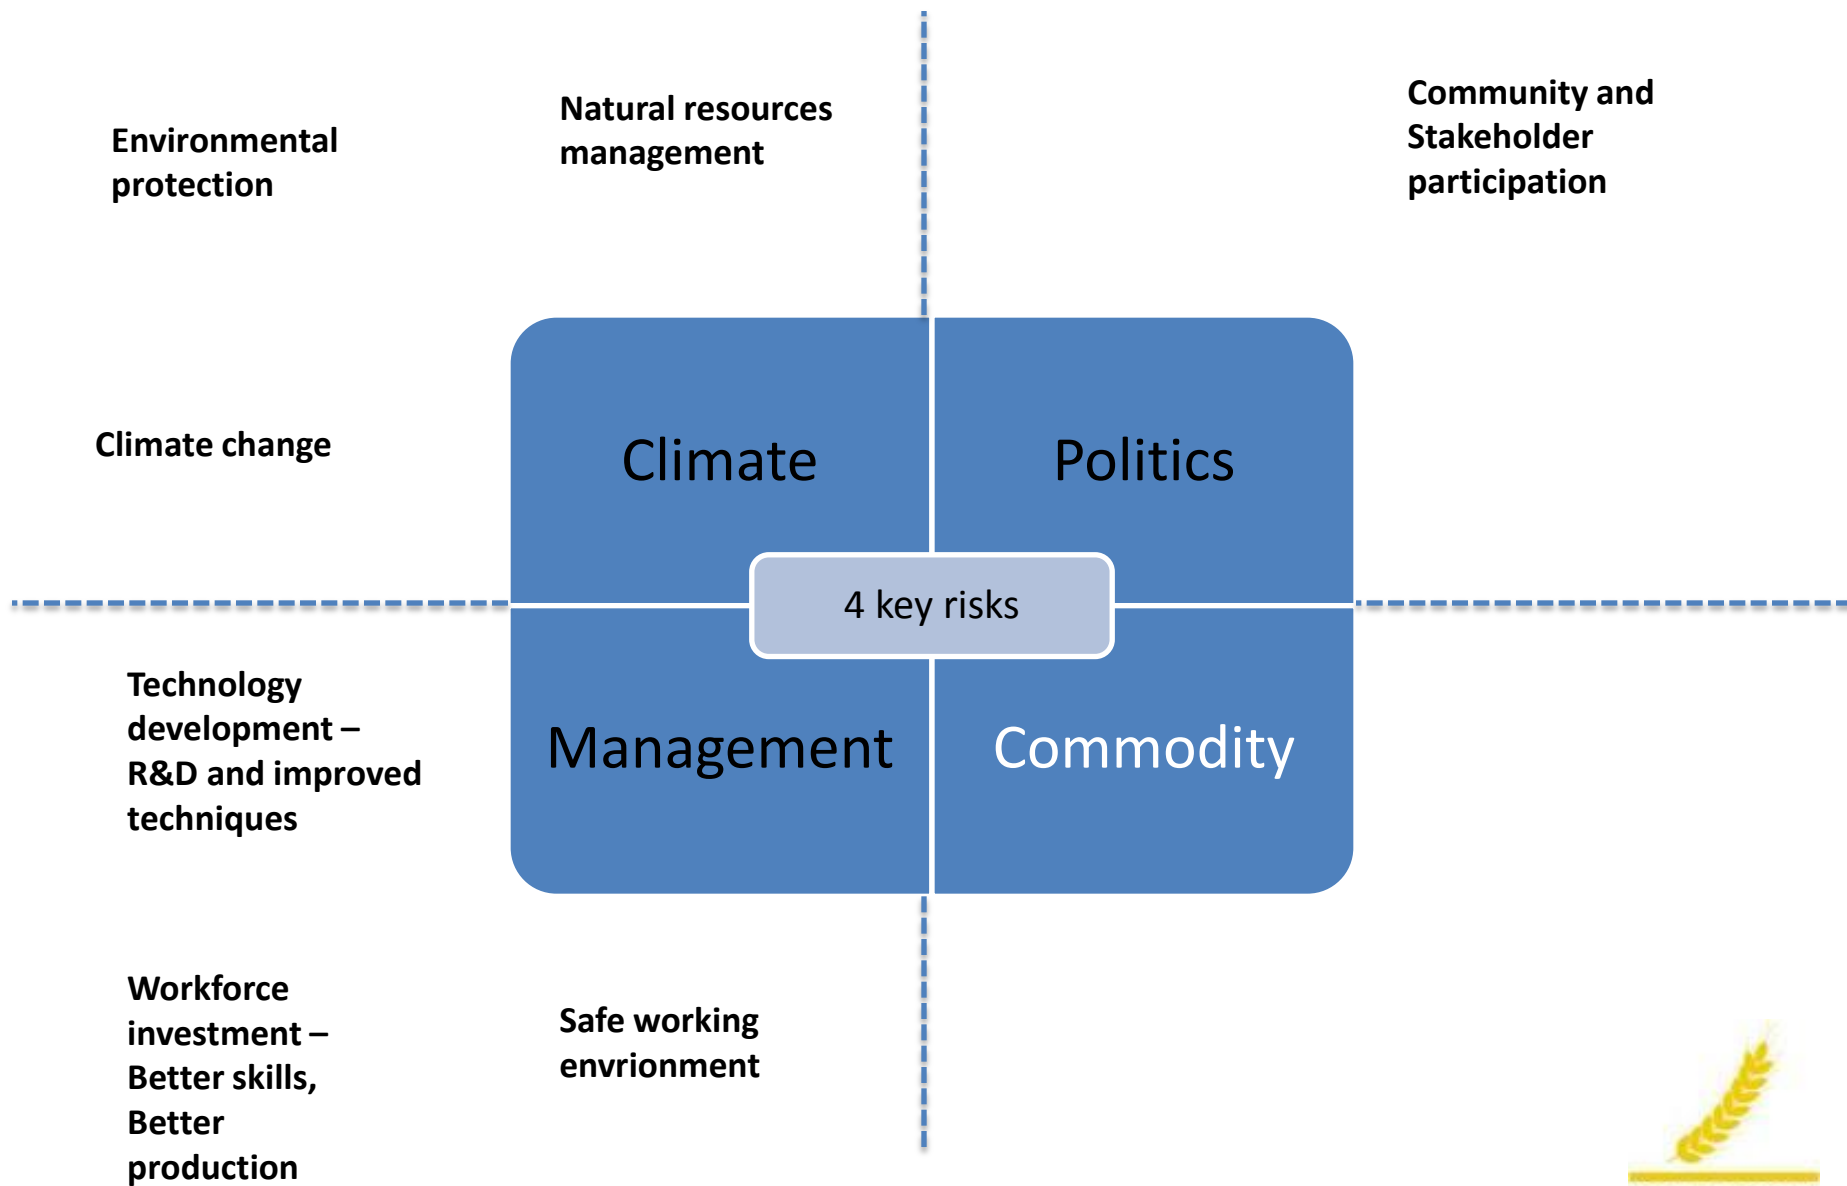 Environmental
protection
Natural resources
management
Community and
Stakeholder
participation
Climate change
Climate
Politics
4 key risks
Management
Commodity
Technology
development –
R&D and improved
techniques
Workforce
investment –
Better skills,
Better
production
Safe working
envrionment